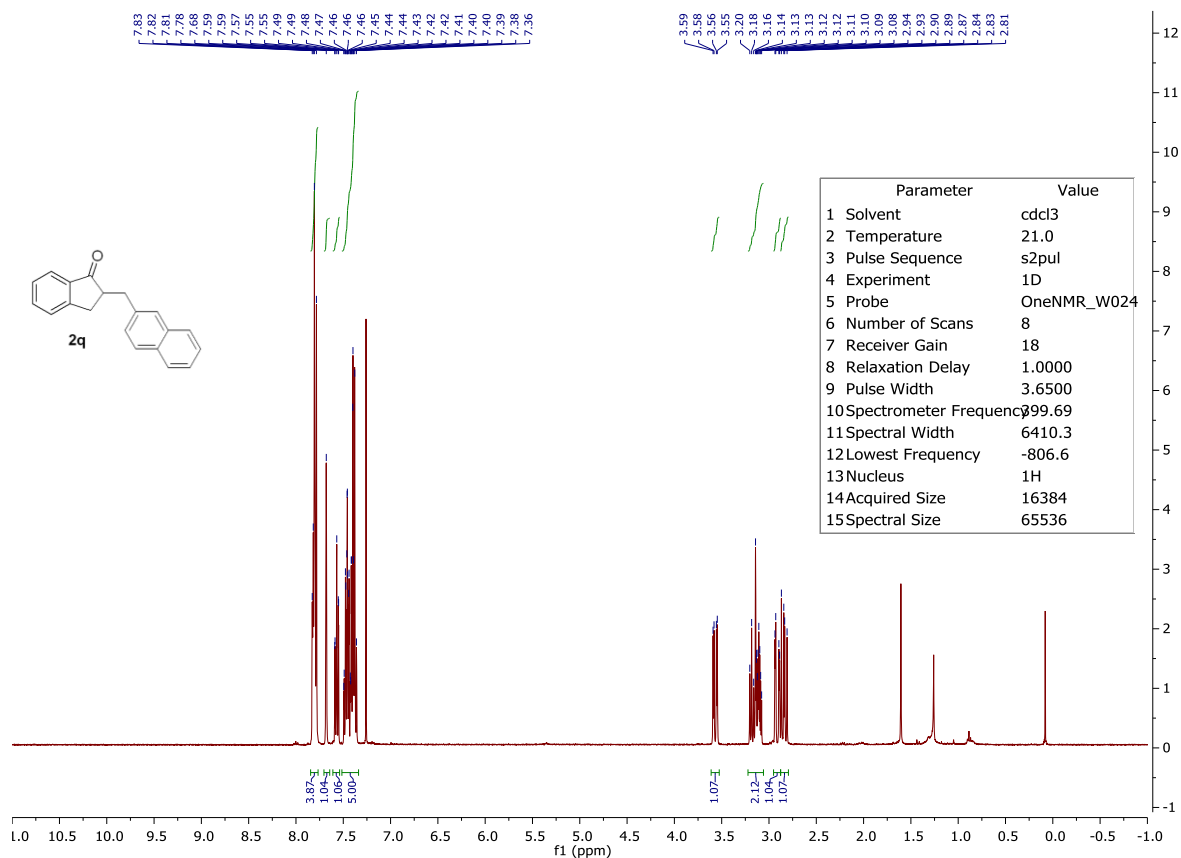 7.83 7.82 7.81 7.78 7.68 7.59 7.59 7.57 7.55 7.55 7.49 7.49 7.48 7.47 7.46 7.46 7.45 7.44 7.44 7.43 7.42 7.42 7.41 7.40 7.40 7.39 7.38 7.36
3.59 3.58 3.56 3.55 3.20 3.18 3.16 3.14 3.13 3.13 3.12 3.12 3.11 3.10 3.09 3.08 2.94 2.93 2.90 2.89 2.87 2.84 2.83 2.81
O
2q
Parameter Value
1 Solvent cdcl3
2 Temperature 21.0
3 Pulse Sequence s2pul
4 Experiment 1D
5 Probe OneNMR_W024
6 Number of Scans 8
7 Receiver Gain 18
8 Relaxation Delay 1.0000
9 Pulse Width 3.6500
10 Spectrometer Frequency 399.69
11 Spectral Width 6410.3
12 Lowest Frequency -806.6
13 Nucleus 1H
14 Acquired Size 16384
15 Spectral Size 65536
12
11
10
9
8
7
6
5
4
3
2
1
0
-1
3.87 1.04 1.06 5.00 1.07 2.12 1.04 1.07
1.0 10.5 10.0 9.5 9.0 8.5 8.0 7.5 7.0 6.5 6.0 5.5 5.0 4.5 4.0 3.5 3.0 2.5 2.0 1.5 1.0 0.5 0.0 -0.5 -1.0
f1 (ppm)